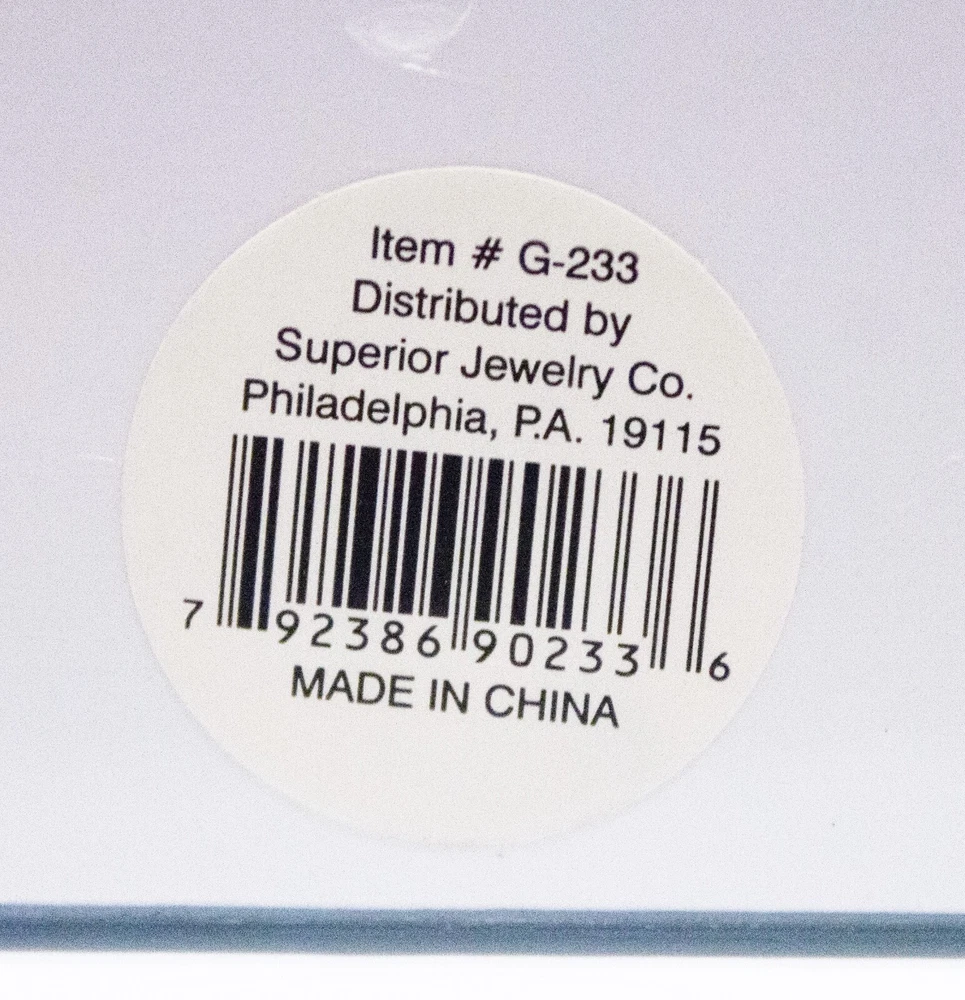 Item # G-233
Distributed by
Superior Jewelry Co.
Philadelphia, P.A. 19115
7 92386 90233 6
MADE IN CHINA